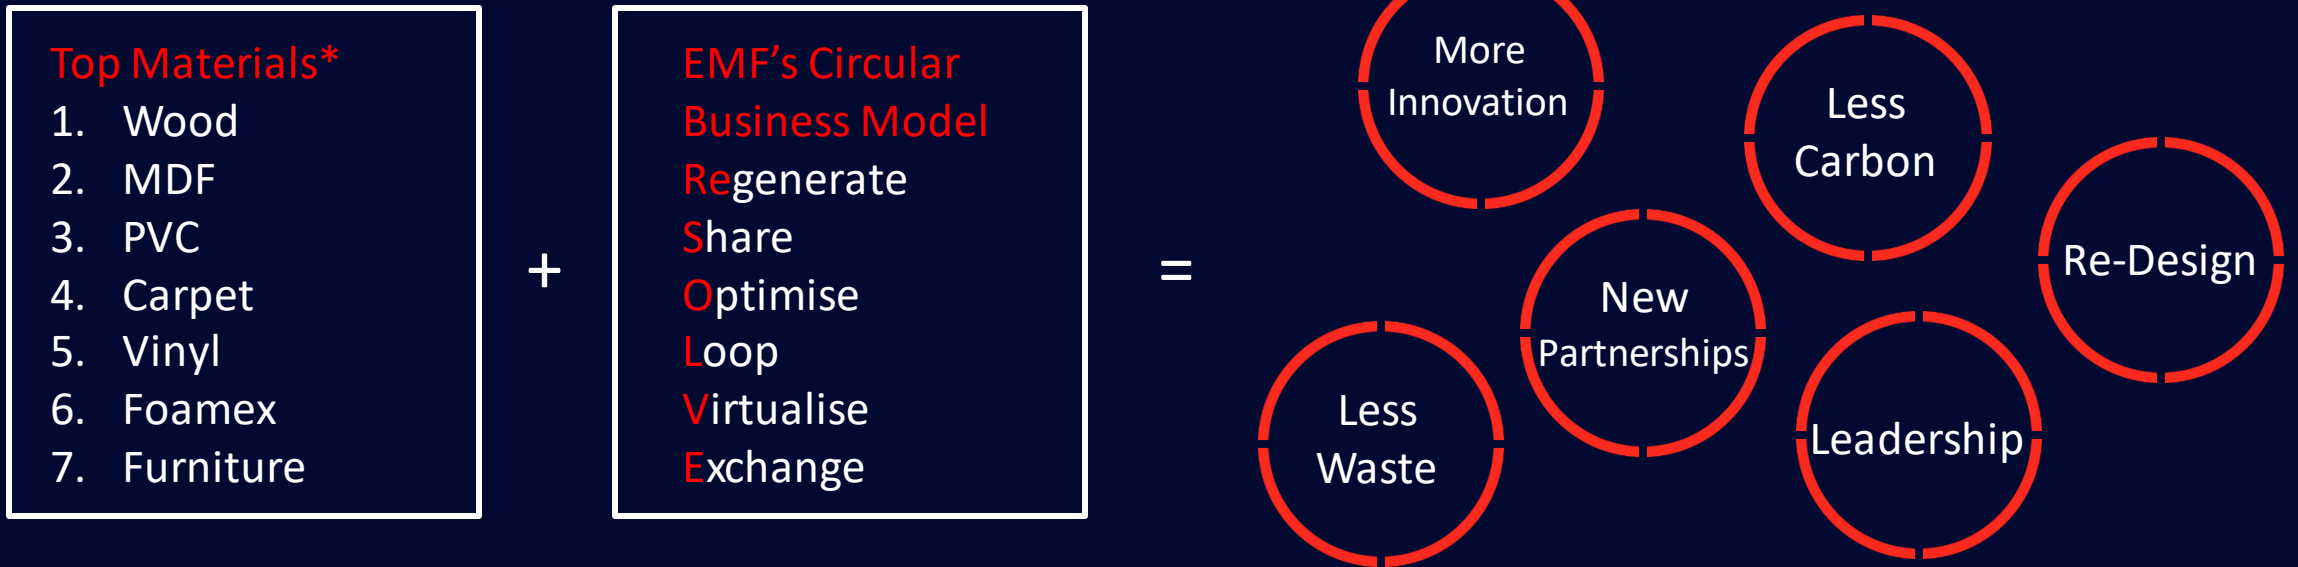 Top Materials*
1. Wood
2. MDF
3. PVC
4. Carpet
5. Vinyl
6. Foamex
7. Furniture
+
EMF’s Circular
Business Model
Regenerate
Share
Optimise
Loop
Virtualise
Exchange
=
More
Innovation
Less
Carbon
Re-Design
New
Partnerships
Less
Waste
Leadership